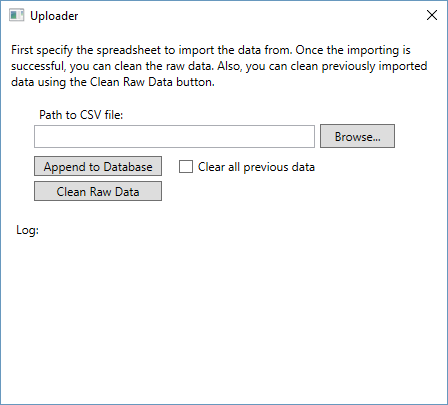 Uploader
First specify the spreadsheet to import the data from. Once the importing is
successful, you can clean the raw data. Also, you can clean previously imported
data using the Clean Raw Data button.
Path to CSV file:
Browse...
Append to Database
Clear all previous data
Clean Raw Data
Log: